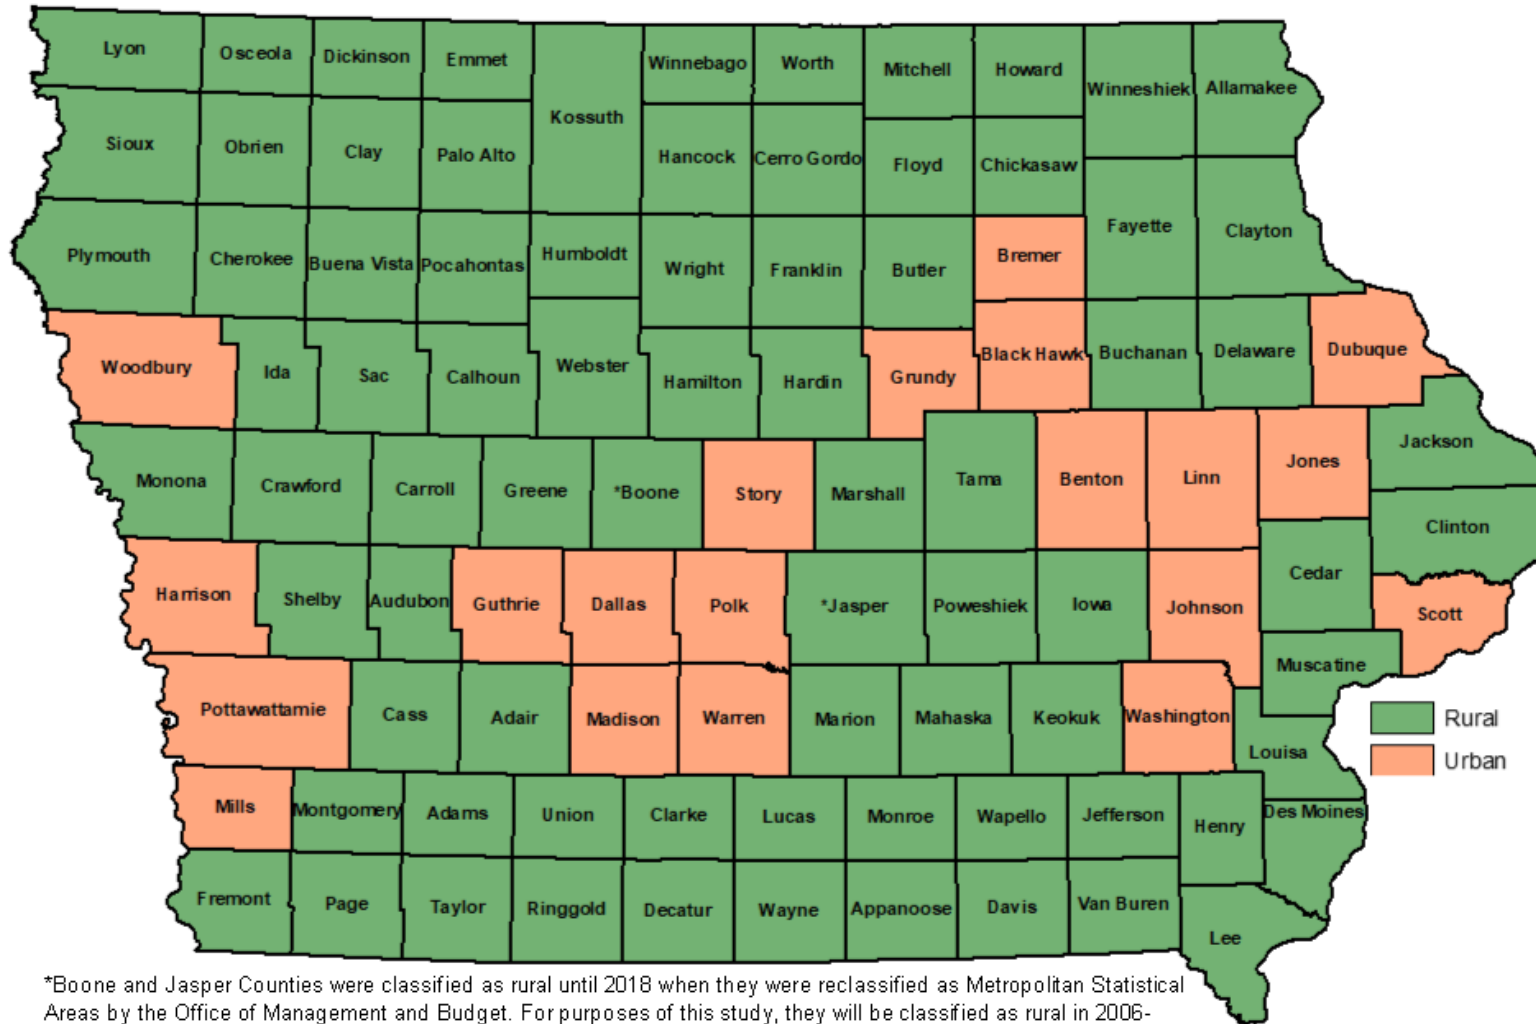 Lyon
Osceola
Dickinson
Emmet
Kossuth
Winnebago
Worth
Mitchell
Howard
Winneshiek
Allamakee
Sioux
Obrien
Clay
Palo Alto
Hancock
Cerro Gordo
Floyd
Chickasaw
Plymouth
Cherokee
Buena Vista
Pocahontas
Humboldt
Wright
Franklin
Butler
Bremer
Fayette
Clayton
Woodbury
Ida
Sac
Calhoun
Webster
Hamilton
Hardin
Grundy
Black Hawk
Buchanan
Delaware
Dubuque
Monona
Crawford
Carroll
Greene
*Boone
Story
Marshall
Tama
Benton
Linn
Jones
Jackson
Clinton
Harrison
Shelby
Audubon
Guthrie
Dallas
Polk
*Jasper
Poweshiek
Iowa
Johnson
Cedar
Scott
Muscatine
Pottawattamie
Cass
Adair
Madison
Warren
Marion
Mahaska
Keokuk
Washington
Louisa
Rural
Urban
Mills
Montgomery
Adams
Union
Clarke
Lucas
Monroe
Wapello
Jefferson
Henry
Des Moines
Fremont
Page
Taylor
Ringgold
Decatur
Wayne
Appanoose
Davis
Van Buren
Lee
*Boone and Jasper Counties were classified as rural until 2018 when they were reclassified as Metropolitan Statistical
Areas by the Office of Management and Budget. For purposes of this study, they will be classified as rural in 2006-